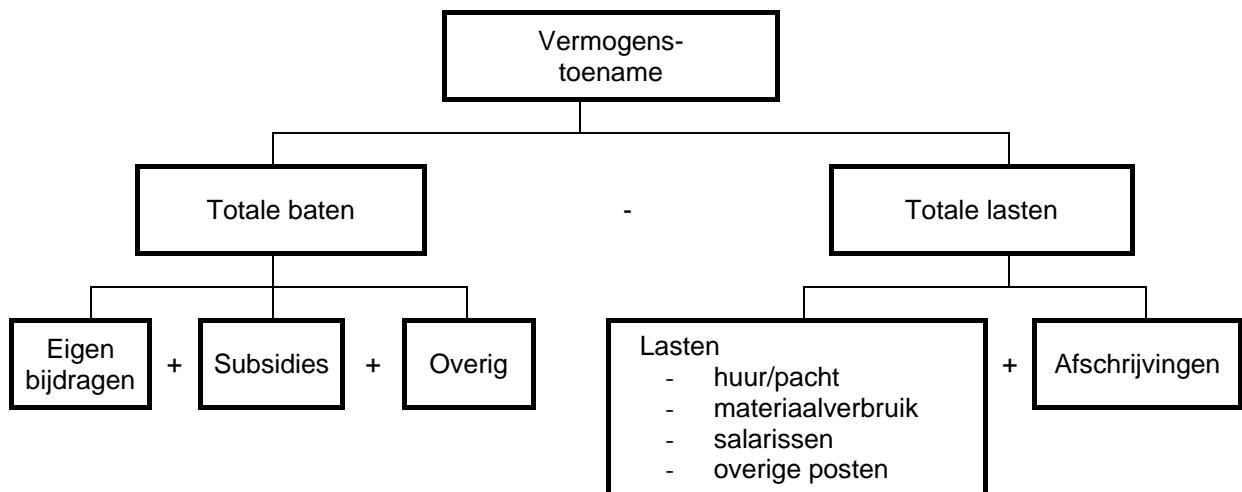 Vermogens-
toename
Totale baten
-
Totale lasten
Eigen
bijdragen
+
Subsidies
+
Overig
Lasten
- huur/pacht
- materiaalverbruik
- salarissen
- overige posten
+
Afschrijvingen